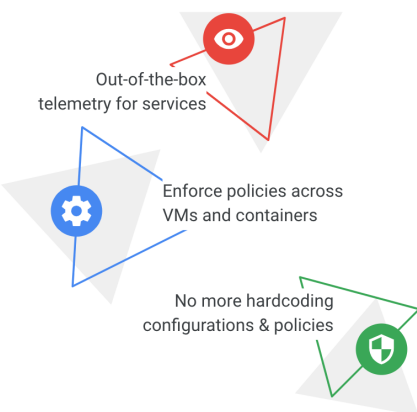 Out-of-the-box
telemetry for services
Enforce policies across
VMs and containers
No more hardcoding
configurations & policies